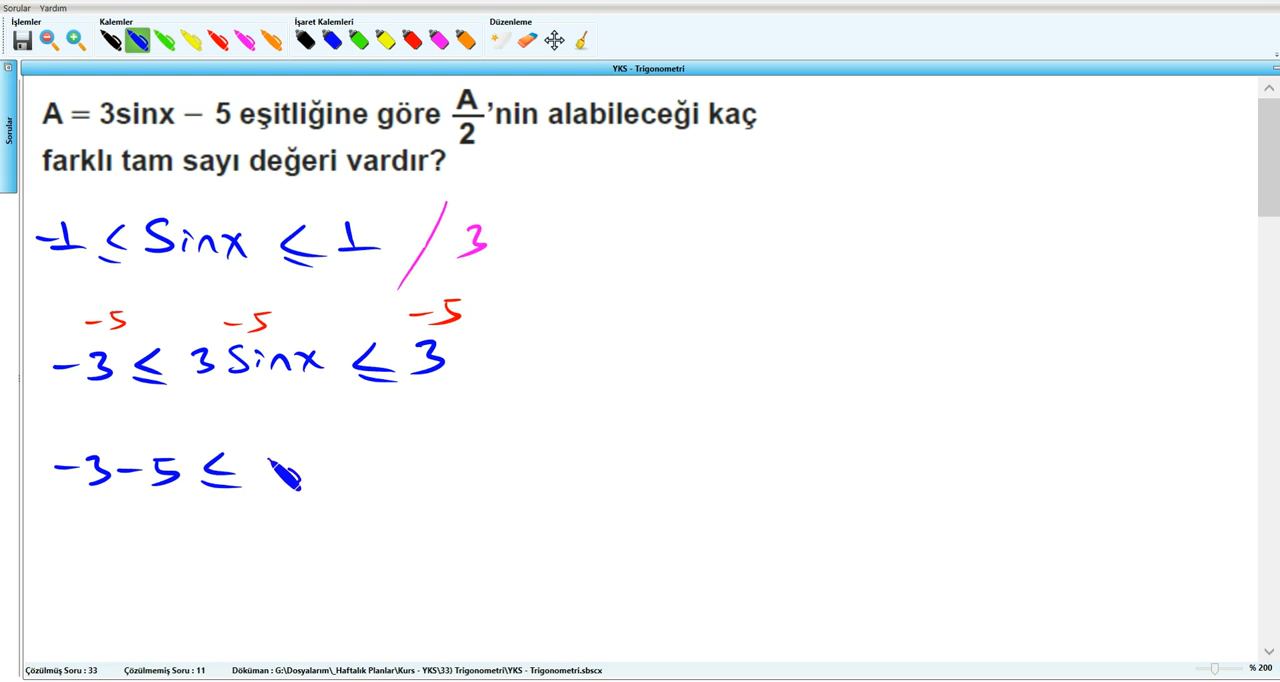 Sorular Yardım
İşlemler Kalemler İşaret Kalemleri Düzenleme
YKS - Trigonometri
Sorular
A = 3sinx − 5 eşitliğine göre A/2 'nin alabileceği kaç
farklı tam sayı değeri vardır?
-1 ≤ Sinx ≤ 1 / 3
-5 -5 -5
-3 ≤ 3 Sinx ≤ 3
-3-5 ≤
Çözülmüş Soru : 33 Çözülmemiş Soru : 11 Döküman : G:\Dosyalarım\_Haftalık Planlar\Kurs - YKS\33) Trigonometri\YKS - Trigonometri.sbscx % 200